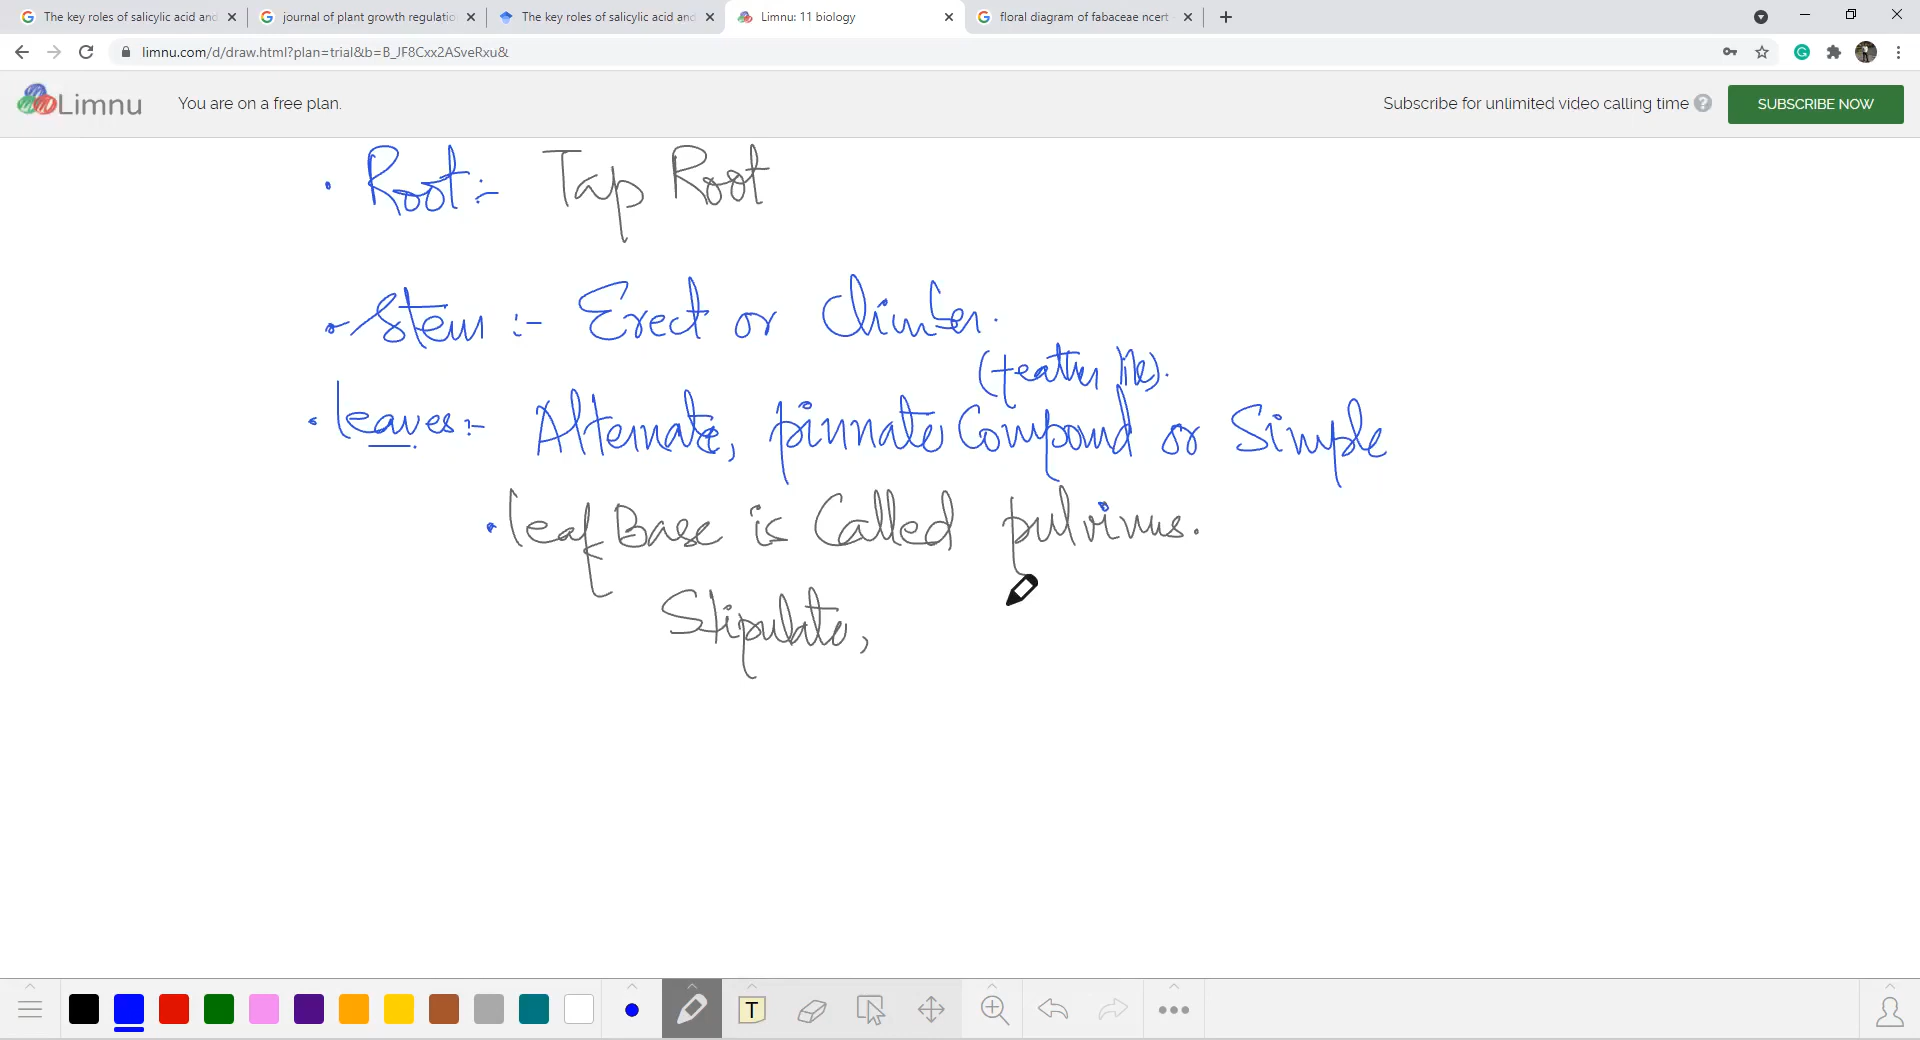 The key roles of salicylic acid and
journal of plant growth regulatio
The key roles of salicylic acid and
Limnu: 11 biology
floral diagram of fabaceae ncert
limnu.com/d/draw.html?plan=trial&b=B_JF8Cxx2ASveRxu&
Limnu You are on a free plan. Subscribe for unlimited video calling time ? SUBSCRIBE NOW
• Root:- Tap Root
• Stem :- Erect or Climber.
(feather like).
• leaves:- Alternate, pinnate Compound or Simple
• leaf Base is Called pulvinus.
Stipulate,
T